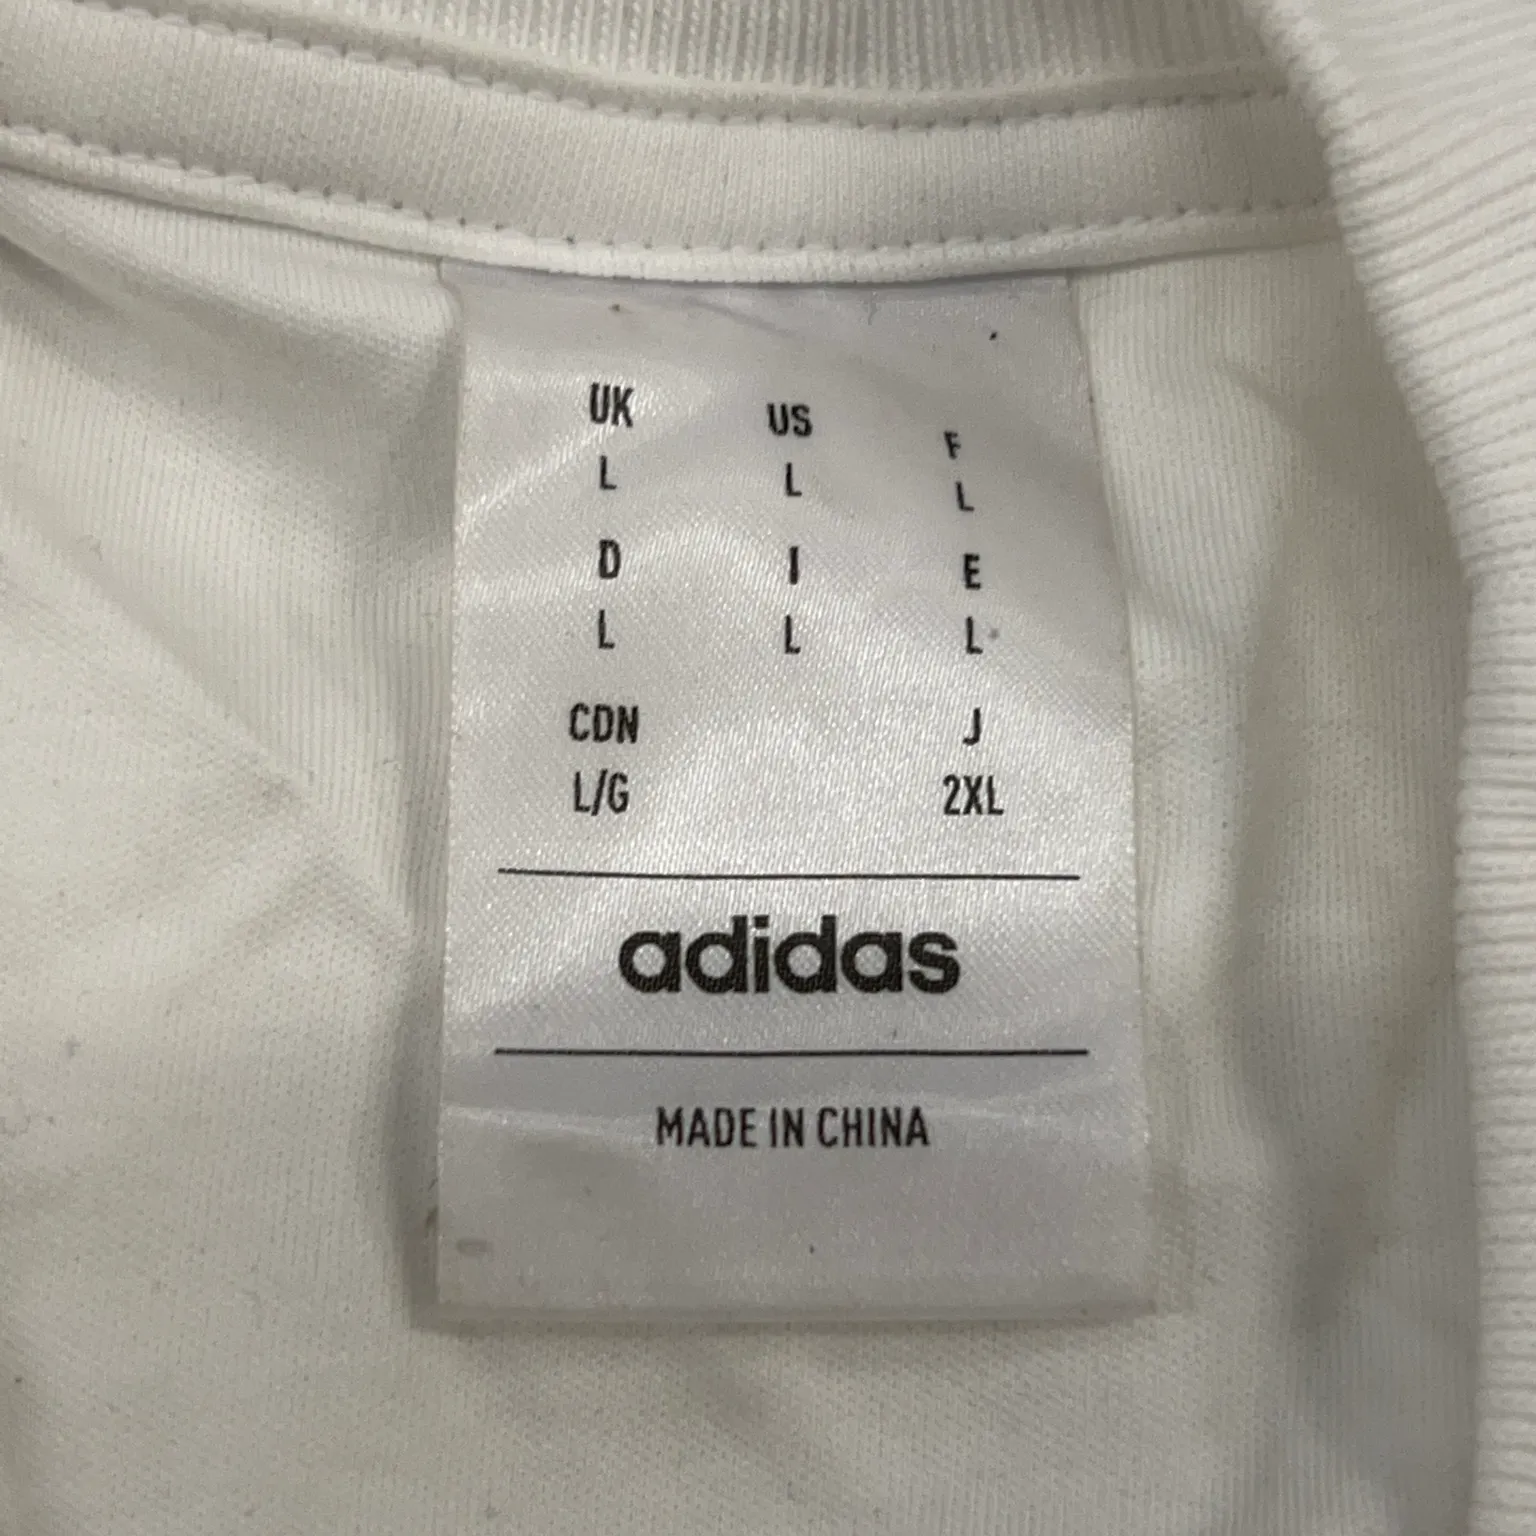 UK US F
L L L
D I E
L L L
CDN J
L/G 2XL
adidas
MADE IN CHINA